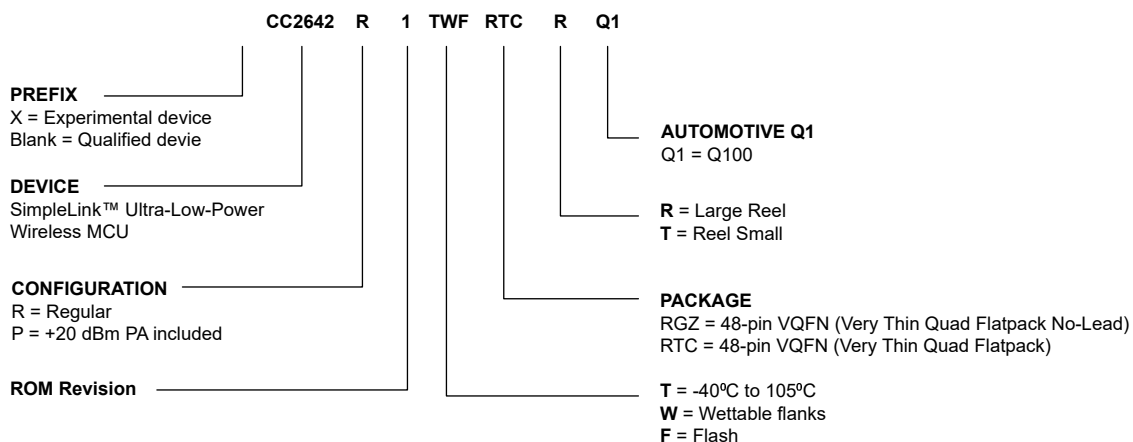 CC2642 R 1 TWF RTC R Q1
PREFIX
X = Experimental device
Blank = Qualified devie
DEVICE
SimpleLink™ Ultra-Low-Power
Wireless MCU
CONFIGURATION
R = Regular
P = +20 dBm PA included
ROM Revision
AUTOMOTIVE Q1
Q1 = Q100
R = Large Reel
T = Reel Small
PACKAGE
RGZ = 48-pin VQFN (Very Thin Quad Flatpack No-Lead)
RTC = 48-pin VQFN (Very Thin Quad Flatpack)
T = -40⁰C to 105⁰C
W = Wettable flanks
F = Flash